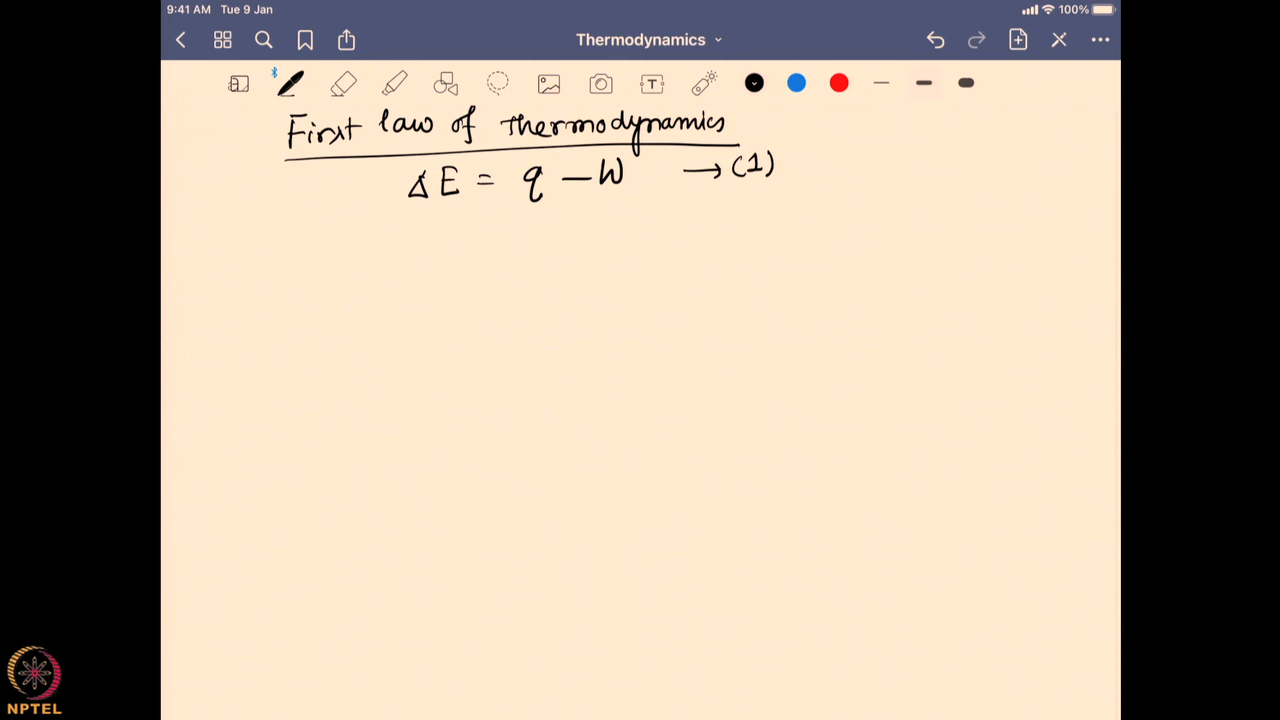 9:41 AM Tue 9 Jan 100%
Thermodynamics
T
First law of Thermodynamics
ΔE = q − W → (1)
NPTEL